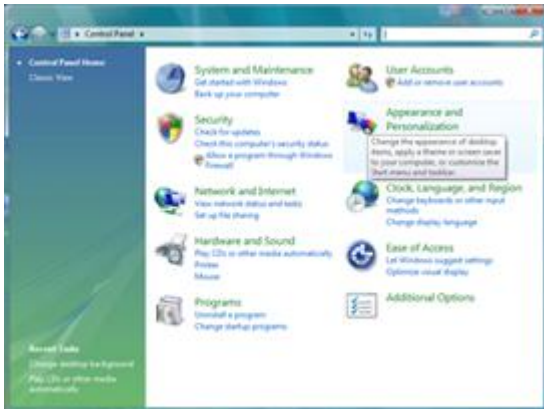 Control Panel
Control Panel Home
Classic View
System and Maintenance
Get started with Windows
Back up your computer
Security
Check for updates
Check this computer's security status
Allow a program through Windows
Firewall
Network and Internet
View network status and tasks
Set up file sharing
Hardware and Sound
Play CDs or other media automatically
Printer
Mouse
Programs
Uninstall a program
Change startup programs
User Accounts
Add or remove user accounts
Appearance and
Personalization
Change the appearance of desktop
items, apply a theme or screen saver
to your computer, or customize the
Start menu and taskbar.
Clock, Language, and Region
Change keyboards or other input
methods
Change display language
Ease of Access
Let Windows suggest settings
Optimize visual display
Additional Options
Recent Tasks
Change desktop background
Play CDs or other media
automatically